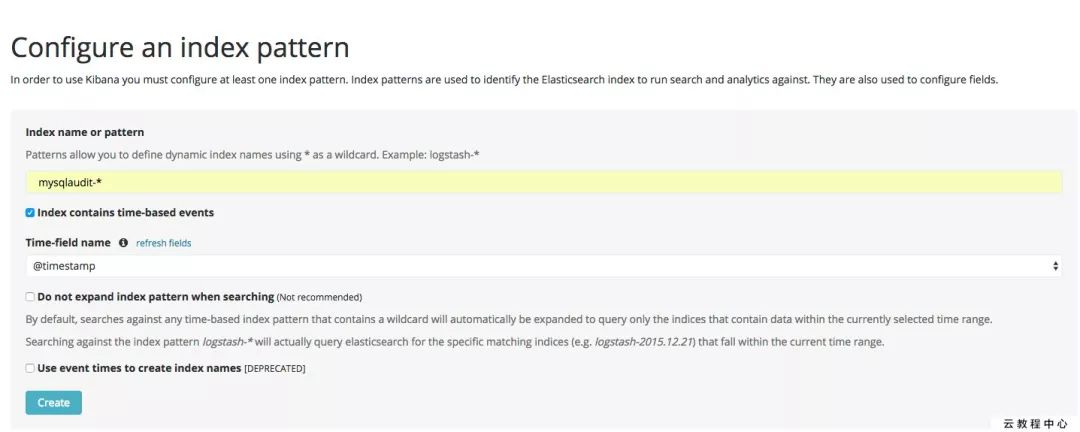 Configure an index pattern
In order to use Kibana you must configure at least one index pattern. Index patterns are used to identify the Elasticsearch index to run search and analytics against. They are also used to configure fields.
Index name or pattern
Patterns allow you to define dynamic index names using * as a wildcard. Example: logstash-*
mysqlaudit-*
Index contains time-based events
Time-field name refresh fields
@timestamp
Do not expand index pattern when searching (Not recommended)
By default, searches against any time-based index pattern that contains a wildcard will automatically be expanded to query only the indices that contain data within the currently selected time range.
Searching against the index pattern logstash-* will actually query elasticsearch for the specific matching indices (e.g. logstash-2015.12.21) that fall within the current time range.
Use event times to create index names [DEPRECATED]
Create
云教程中心